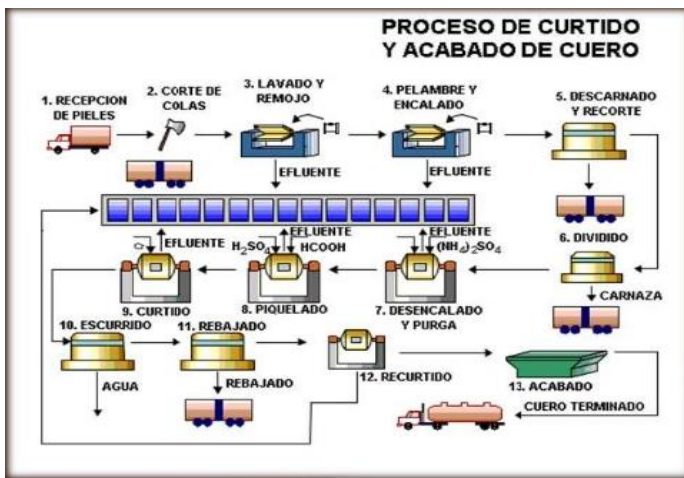 PROCESO DE CURTIDO
Y ACABADO DE CUERO
1. RECEPCION
DE PIELES
2. CORTE DE
COLAS
3. LAVADO Y
REMOJO
4. PELAMBRE Y
ENCALADO
5. DESCARNADO
Y RECORTE
EFLUENTE
EFLUENTE
6. DIVIDIDO
CARNAZA
EFLUENTE
(NH4)2SO4
7. DESENCALADO
Y PURGA
EFLUENTE
H2SO4
HCOOH
8. PIQUELADO
EFLUENTE
9. CURTIDO
10. ESCURRIDO
AGUA
11. REBAJADO
REBAJADO
12. RECURTIDO
13. ACABADO
CUERO TERMINADO